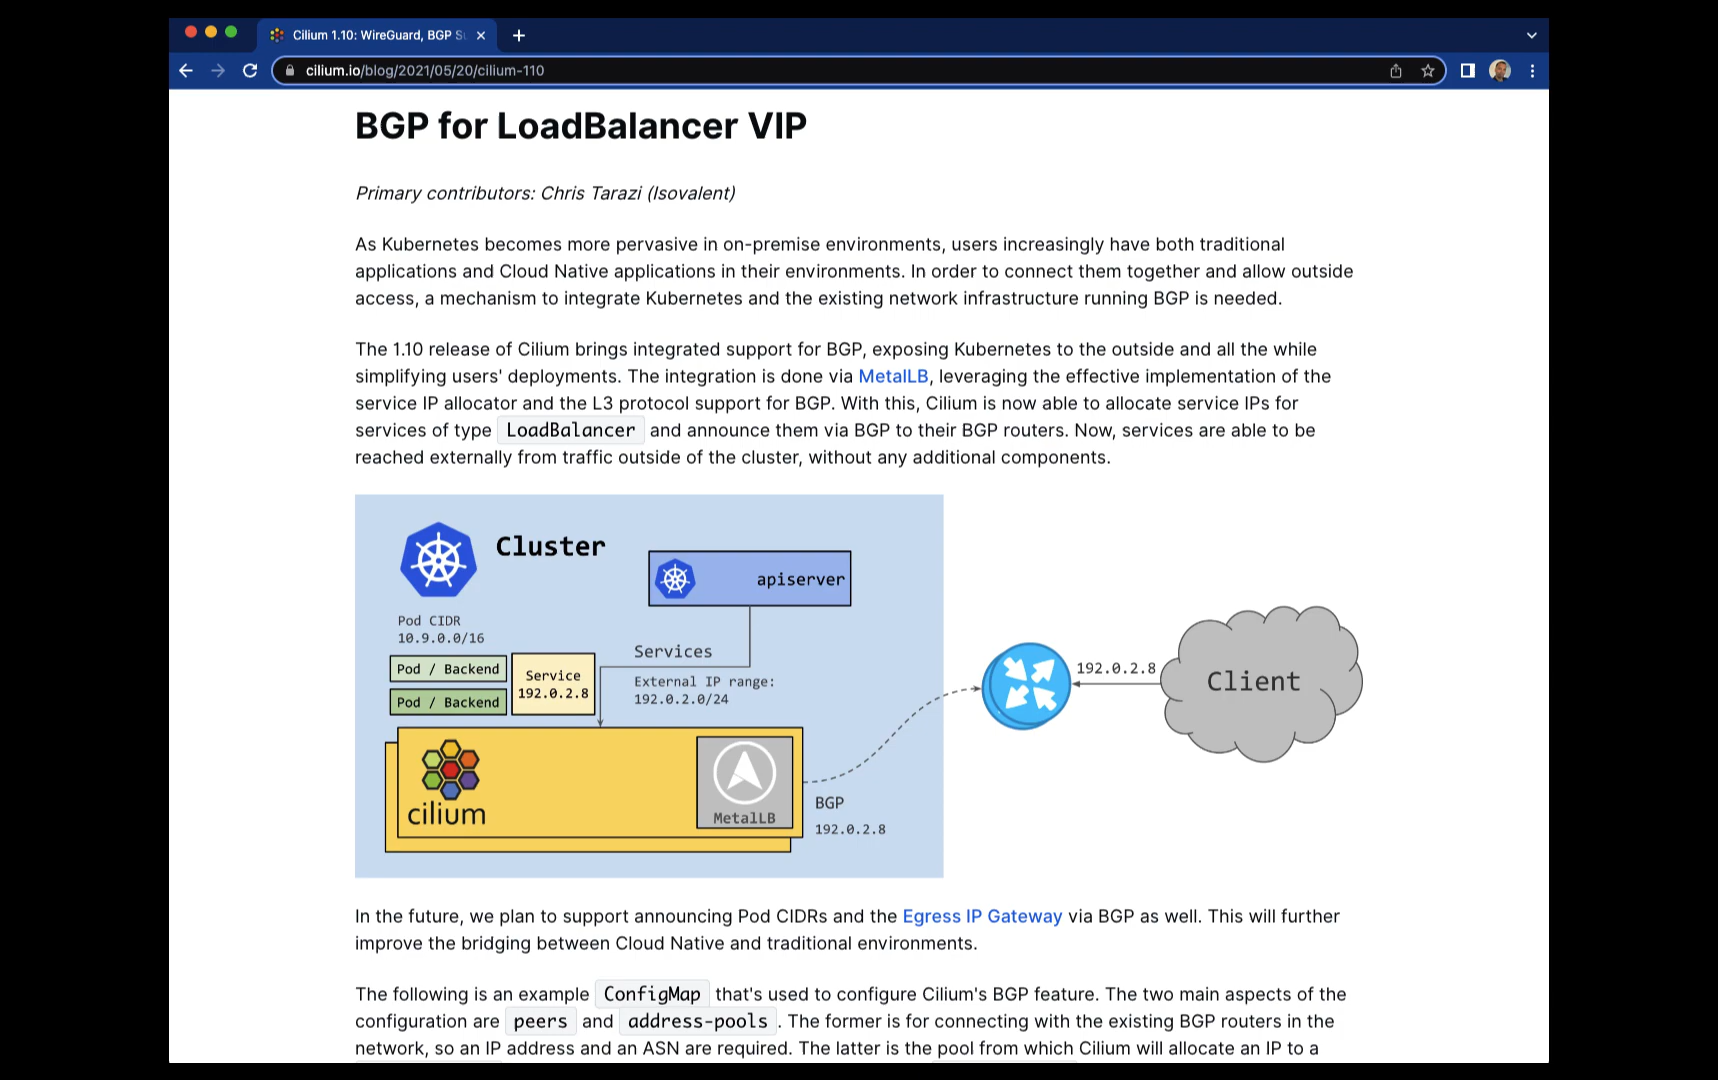 Cilium 1.10: WireGuard, BGP S
cilium.io/blog/2021/05/20/cilium-110
BGP for LoadBalancer VIP
Primary contributors: Chris Tarazi (Isovalent)
As Kubernetes becomes more pervasive in on-premise environments, users increasingly have both traditional
applications and Cloud Native applications in their environments. In order to connect them together and allow outside
access, a mechanism to integrate Kubernetes and the existing network infrastructure running BGP is needed.
The 1.10 release of Cilium brings integrated support for BGP, exposing Kubernetes to the outside and all the while
simplifying users' deployments. The integration is done via MetalLB, leveraging the effective implementation of the
service IP allocator and the L3 protocol support for BGP. With this, Cilium is now able to allocate service IPs for
services of type LoadBalancer and announce them via BGP to their BGP routers. Now, services are able to be
reached externally from traffic outside of the cluster, without any additional components.
Cluster
apiserver
Pod CIDR
10.9.0.0/16
Pod / Backend
Pod / Backend
Service
192.0.2.8
Services
External IP range:
192.0.2.0/24
cilium
MetalLB
BGP
192.0.2.8
192.0.2.8
Client
In the future, we plan to support announcing Pod CIDRs and the Egress IP Gateway via BGP as well. This will further
improve the bridging between Cloud Native and traditional environments.
The following is an example ConfigMap that's used to configure Cilium's BGP feature. The two main aspects of the
configuration are peers and address-pools. The former is for connecting with the existing BGP routers in the
network, so an IP address and an ASN are required. The latter is the pool from which Cilium will allocate an IP to a